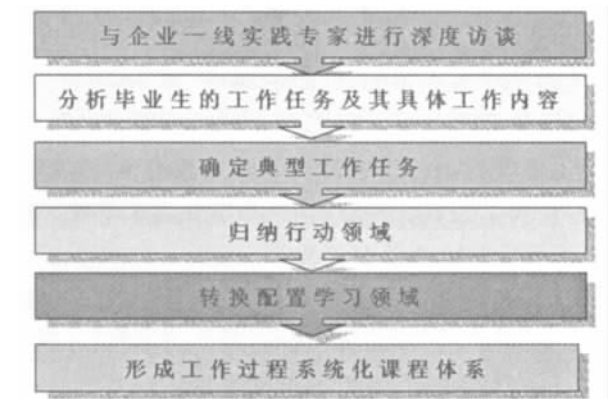 与企业一线实践专家进行深度访谈
分析毕业生的工作任务及其具体工作内容
确定典型工作任务
归纳行动领域
转换配置学习领域
形成工作过程系统化课程体系